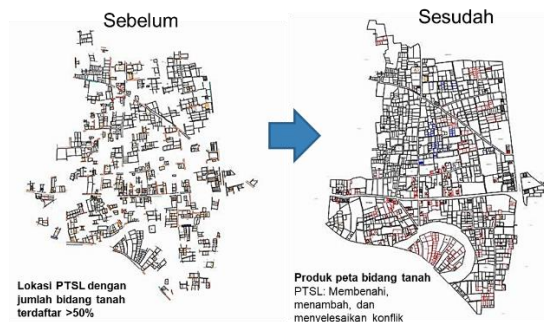 Sebelum
Sesudah
Lokasi PTSL dengan
jumlah bidang tanah
terdaftar >50%
Produk peta bidang tanah
PTSL: Membenahi,
menambah, dan
menyelesaikan konflik